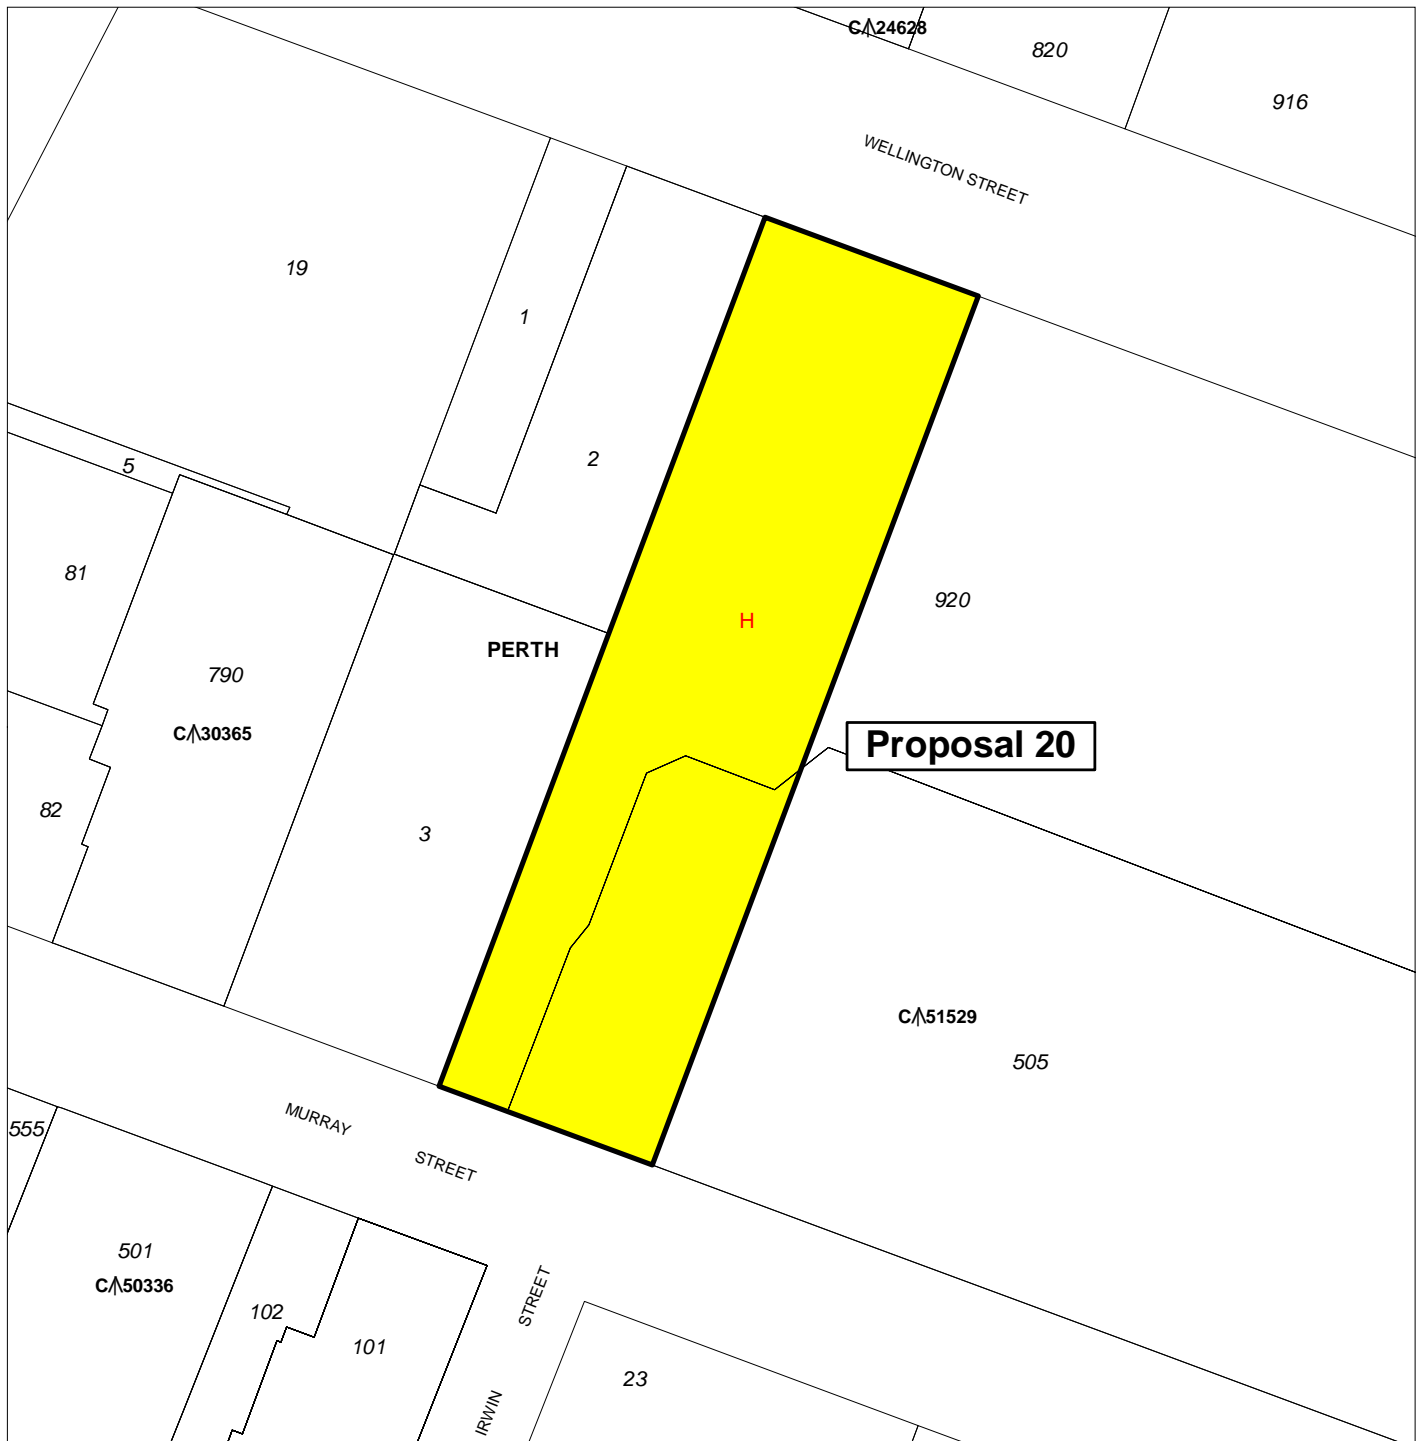 C/\24628
820
916
WELLINGTON STREET
19
1
2
5
81
920
H
PERTH
790
C/\30365
Proposal 20
82
3
C/\51529
505
MURRAY STREET
555
501
C/\50336
102
101
IRWIN STREET
23